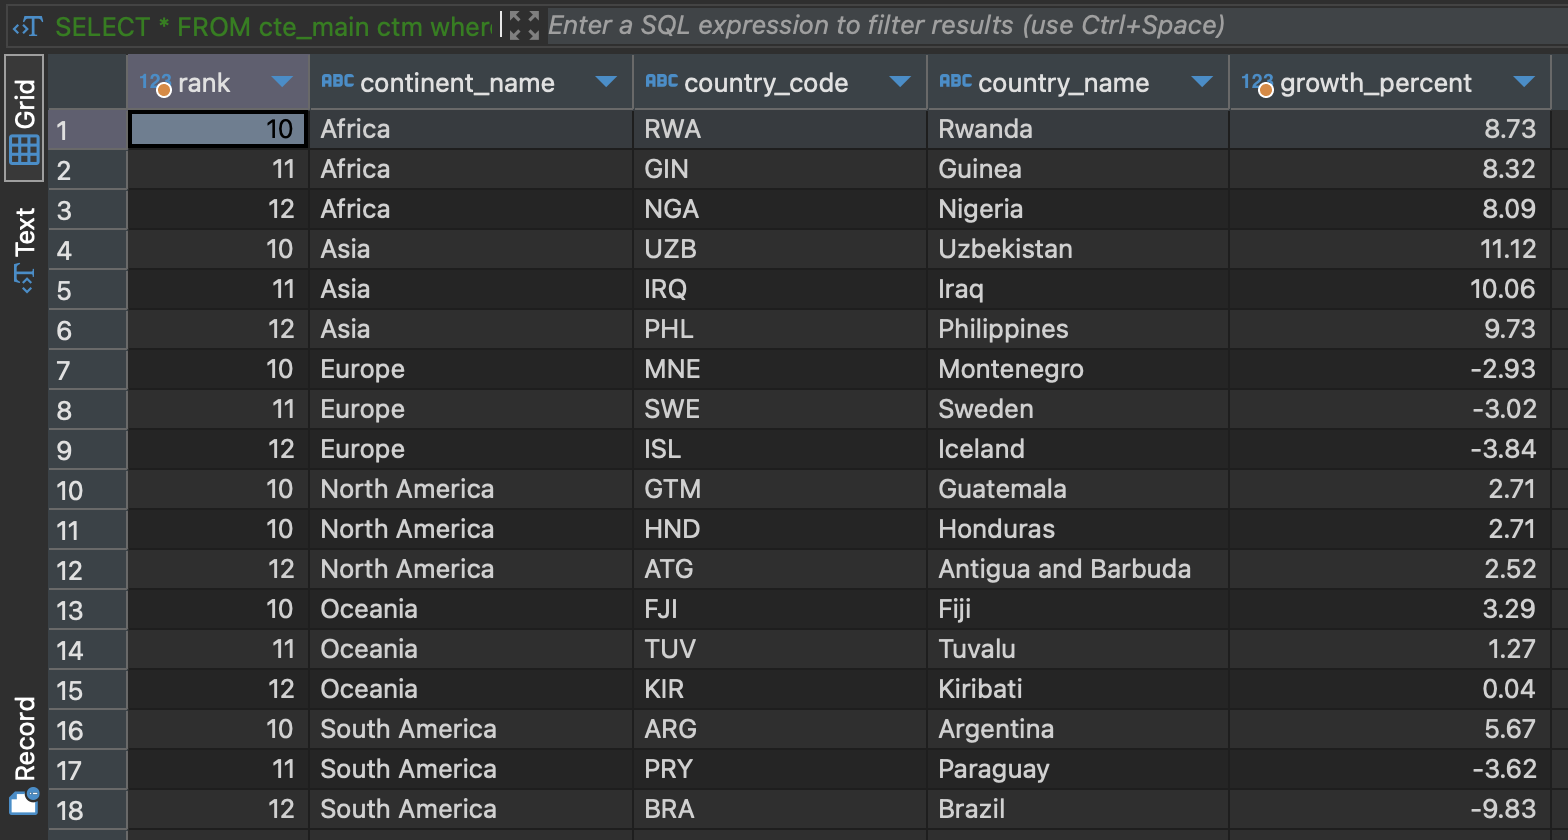 SELECT * FROM cte_main ctm wher Enter a SQL expression to filter results (use Ctrl+Space)
123 rank ABC continent_name ABC country_code ABC country_name 123 growth_percent
1 10 Africa RWA Rwanda 8.73
2 11 Africa GIN Guinea 8.32
3 12 Africa NGA Nigeria 8.09
4 10 Asia UZB Uzbekistan 11.12
5 11 Asia IRQ Iraq 10.06
6 12 Asia PHL Philippines 9.73
7 10 Europe MNE Montenegro -2.93
8 11 Europe SWE Sweden -3.02
9 12 Europe ISL Iceland -3.84
10 10 North America GTM Guatemala 2.71
11 10 North America HND Honduras 2.71
12 12 North America ATG Antigua and Barbuda 2.52
13 10 Oceania FJI Fiji 3.29
14 11 Oceania TUV Tuvalu 1.27
15 12 Oceania KIR Kiribati 0.04
16 10 South America ARG Argentina 5.67
17 11 South America PRY Paraguay -3.62
18 12 South America BRA Brazil -9.83
Grid
Text
Record